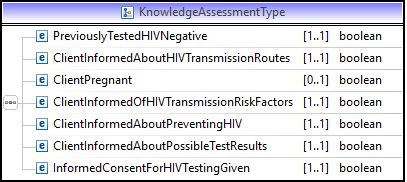 KnowledgeAssessmentType
e PreviouslyTestedHIVNegative [1..1] boolean
e ClientInformedAboutHIVTransmissionRoutes [1..1] boolean
e ClientPregnant [0..1] boolean
e ClientInformedOfHIVTransmissionRiskFactors [1..1] boolean
e ClientInformedAboutPreventingHIV [1..1] boolean
e ClientInformedAboutPossibleTestResults [1..1] boolean
e InformedConsentForHIVTestingGiven [1..1] boolean